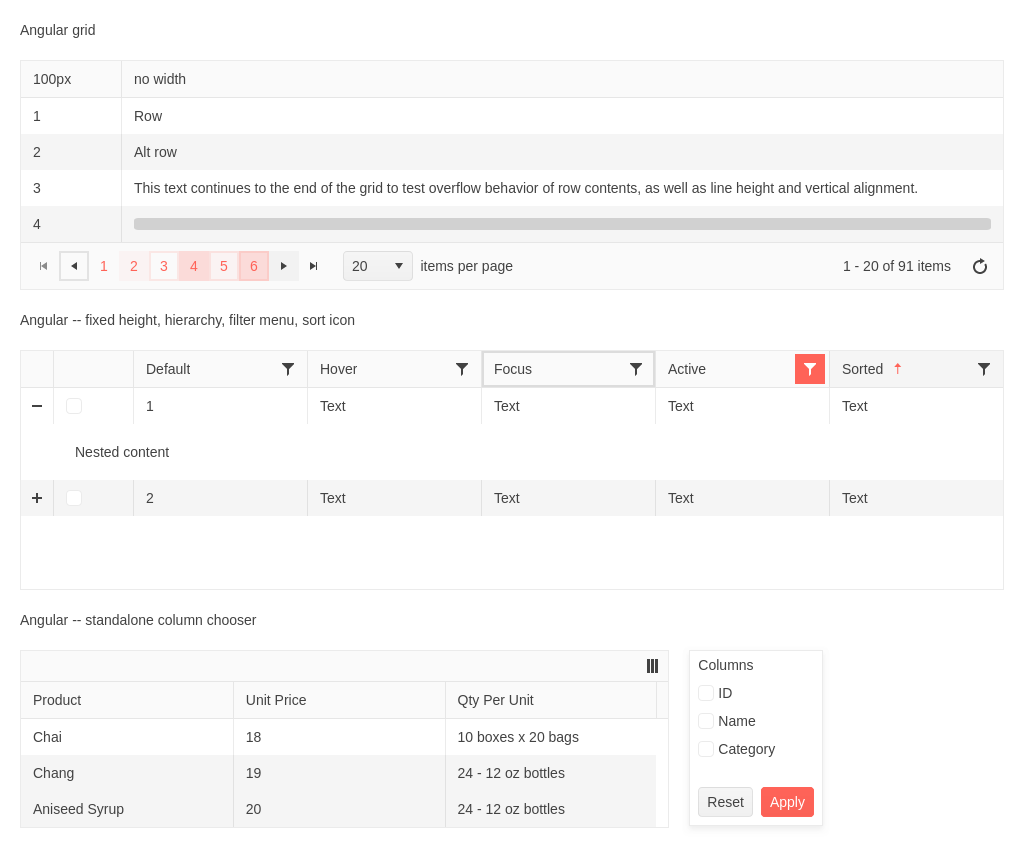 Angular grid
100px no width
1 Row
2 Alt row
3 This text continues to the end of the grid to test overflow behavior of row contents, as well as line height and vertical alignment.
4
1 2 3 4 5 6 20 items per page 1 - 20 of 91 items
Angular -- fixed height, hierarchy, filter menu, sort icon
Default Hover Focus Active Sorted
1 Text Text Text Text
Nested content
2 Text Text Text Text
Angular -- standalone column chooser
Product Unit Price Qty Per Unit
Chai 18 10 boxes x 20 bags
Chang 19 24 - 12 oz bottles
Aniseed Syrup 20 24 - 12 oz bottles
Columns
ID
Name
Category
Reset Apply